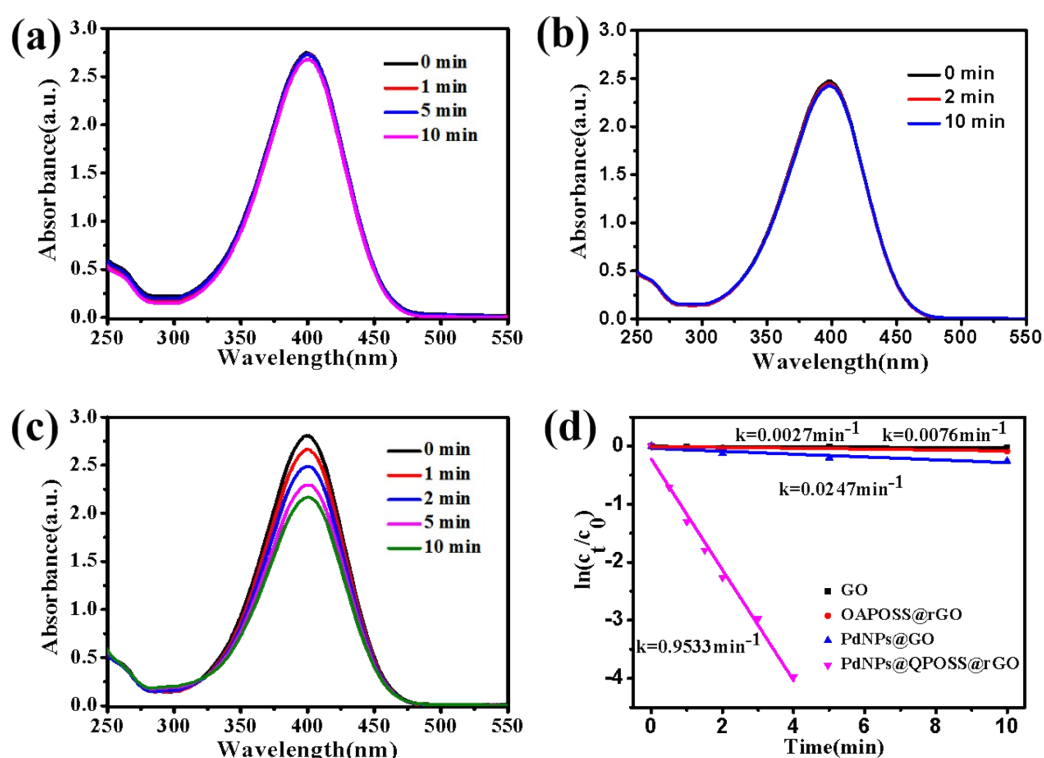 (a)
3.0
2.5
2.0
1.5
1.0
0.5
0.0
Absorbance(a.u.)
0 min
1 min
5 min
10 min
250 300 350 400 450 500 550
Wavelength(nm)
(b)
3.0
2.5
2.0
1.5
1.0
0.5
0.0
Absorbance(a.u.)
0 min
2 min
10 min
250 300 350 400 450 500 550
Wavelength(nm)
(c)
3.0
2.5
2.0
1.5
1.0
0.5
0.0
Absorbance(a.u.)
0 min
1 min
2 min
5 min
10 min
250 300 350 400 450 500 550
Wavelength(nm)
(d)
0
-1
-2
-3
-4
ln(c_t/c_0)
k=0.0027min⁻¹ k=0.0076min⁻¹
k=0.0247min⁻¹
k=0.9533min⁻¹
GO
OAPOSS@rGO
PdNPs@GO
PdNPs@QPOSS@rGO
0 2 4 6 8 10
Time(min)